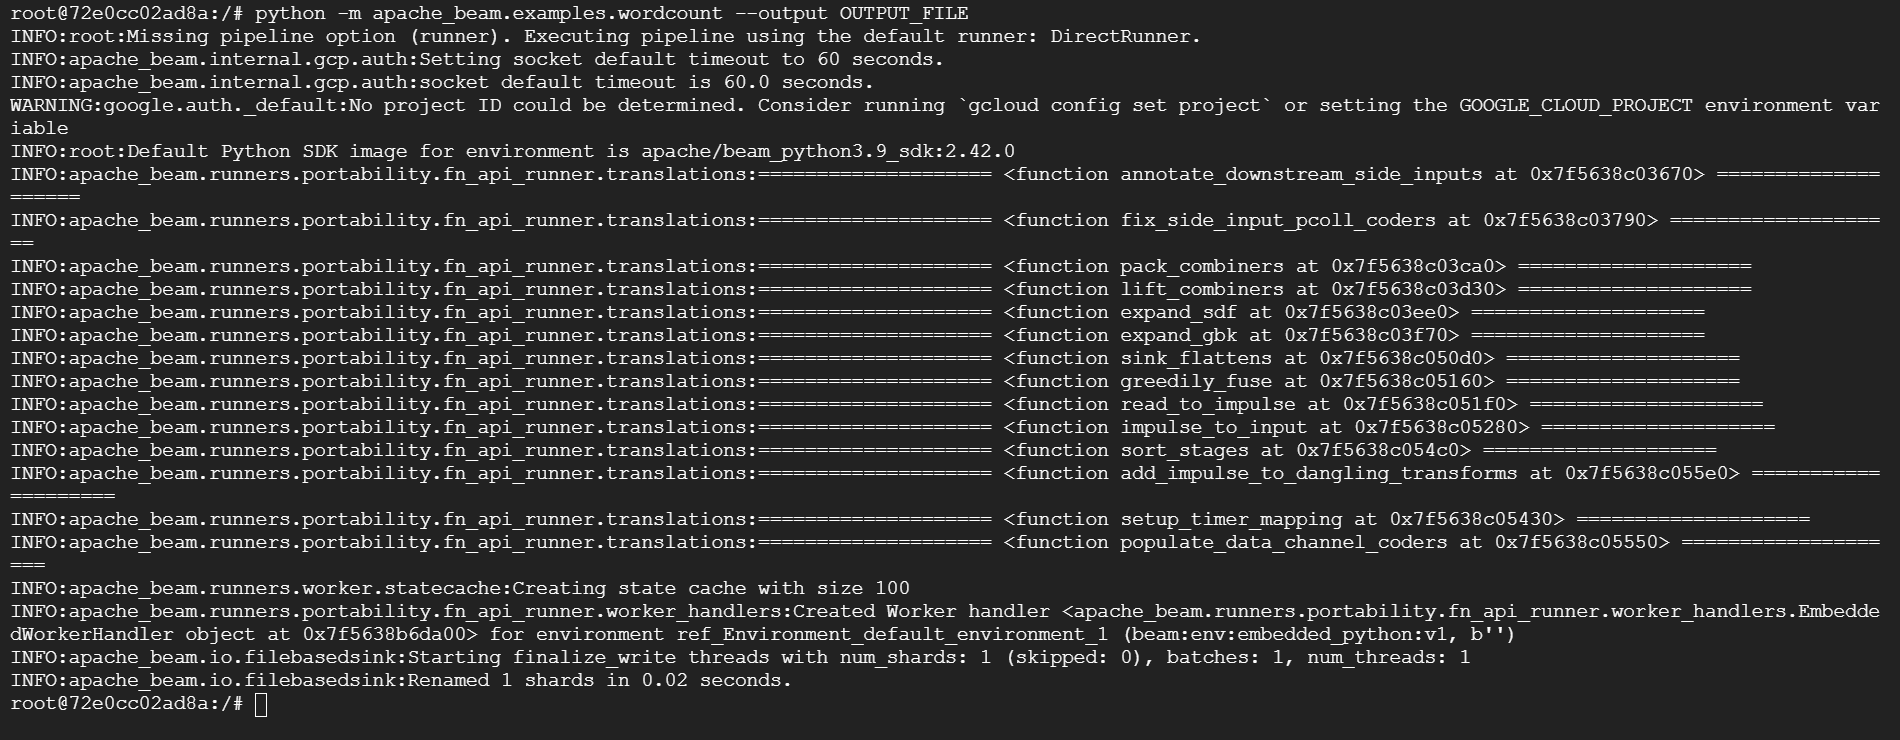 root@72e0cc02ad8a:/# python -m apache_beam.examples.wordcount --output OUTPUT_FILE
INFO:root:Missing pipeline option (runner). Executing pipeline using the default runner: DirectRunner.
INFO:apache_beam.internal.gcp.auth:Setting socket default timeout to 60 seconds.
INFO:apache_beam.internal.gcp.auth:socket default timeout is 60.0 seconds.
WARNING:google.auth._default:No project ID could be determined. Consider running `gcloud config set project` or setting the GOOGLE_CLOUD_PROJECT environment var
iable
INFO:root:Default Python SDK image for environment is apache/beam_python3.9_sdk:2.42.0
INFO:apache_beam.runners.portability.fn_api_runner.translations:==================== <function annotate_downstream_side_inputs at 0x7f5638c03670> ==============
======
INFO:apache_beam.runners.portability.fn_api_runner.translations:==================== <function fix_side_input_pcoll_coders at 0x7f5638c03790> ==================
==
INFO:apache_beam.runners.portability.fn_api_runner.translations:==================== <function pack_combiners at 0x7f5638c03ca0> ====================
INFO:apache_beam.runners.portability.fn_api_runner.translations:==================== <function lift_combiners at 0x7f5638c03d30> ====================
INFO:apache_beam.runners.portability.fn_api_runner.translations:==================== <function expand_sdf at 0x7f5638c03ee0> ====================
INFO:apache_beam.runners.portability.fn_api_runner.translations:==================== <function expand_gbk at 0x7f5638c03f70> ====================
INFO:apache_beam.runners.portability.fn_api_runner.translations:==================== <function sink_flattens at 0x7f5638c050d0> ====================
INFO:apache_beam.runners.portability.fn_api_runner.translations:==================== <function greedily_fuse at 0x7f5638c05160> ====================
INFO:apache_beam.runners.portability.fn_api_runner.translations:==================== <function read_to_impulse at 0x7f5638c051f0> ====================
INFO:apache_beam.runners.portability.fn_api_runner.translations:==================== <function impulse_to_input at 0x7f5638c05280> ====================
INFO:apache_beam.runners.portability.fn_api_runner.translations:==================== <function sort_stages at 0x7f5638c054c0> ====================
INFO:apache_beam.runners.portability.fn_api_runner.translations:==================== <function add_impulse_to_dangling_transforms at 0x7f5638c055e0> ===========
=========
INFO:apache_beam.runners.portability.fn_api_runner.translations:==================== <function setup_timer_mapping at 0x7f5638c05430> ====================
INFO:apache_beam.runners.portability.fn_api_runner.translations:==================== <function populate_data_channel_coders at 0x7f5638c05550> =================
===
INFO:apache_beam.runners.worker.statecache:Creating state cache with size 100
INFO:apache_beam.runners.portability.fn_api_runner.worker_handlers:Created Worker handler <apache_beam.runners.portability.fn_api_runner.worker_handlers.Embedde
dWorkerHandler object at 0x7f5638b6da00> for environment ref_Environment_default_environment_1 (beam:env:embedded_python:v1, b'')
INFO:apache_beam.io.filebasedsink:Starting finalize_write threads with num_shards: 1 (skipped: 0), batches: 1, num_threads: 1
INFO:apache_beam.io.filebasedsink:Renamed 1 shards in 0.02 seconds.
root@72e0cc02ad8a:/#